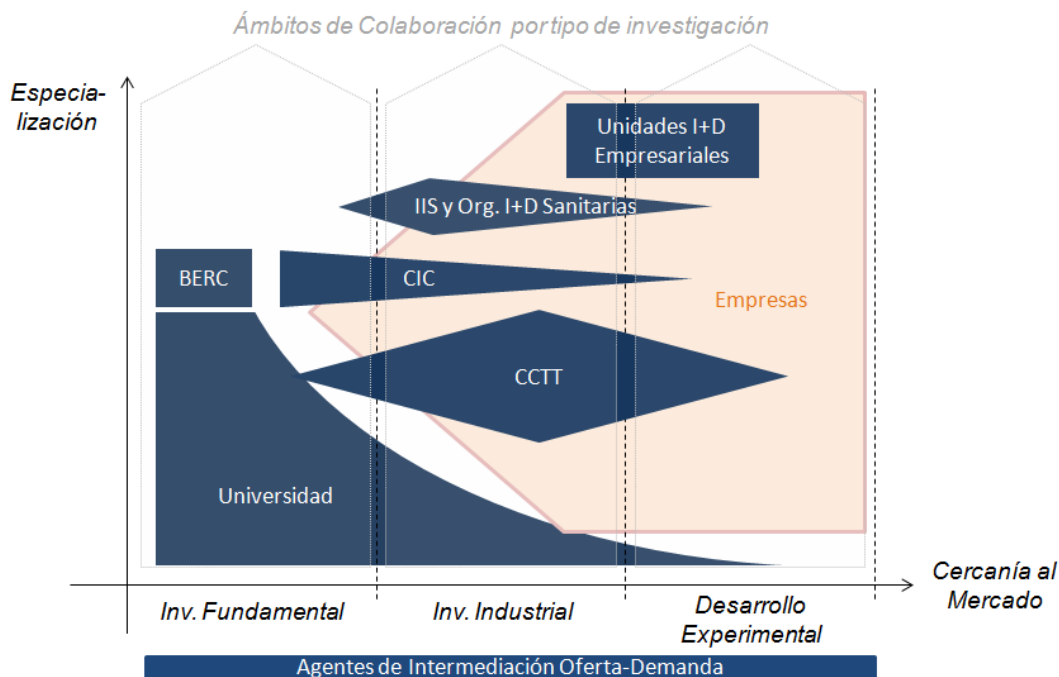 Ámbitos de Colaboración por tipo de investigación
Especia-
lización
Unidades I+D
Empresariales
IIS y Org. I+D Sanitarias
BERC
CIC
Empresas
CCTT
Universidad
Cercanía al
Mercado
Inv. Fundamental
Inv. Industrial
Desarrollo
Experimental
Agentes de Intermediación Oferta-Demanda